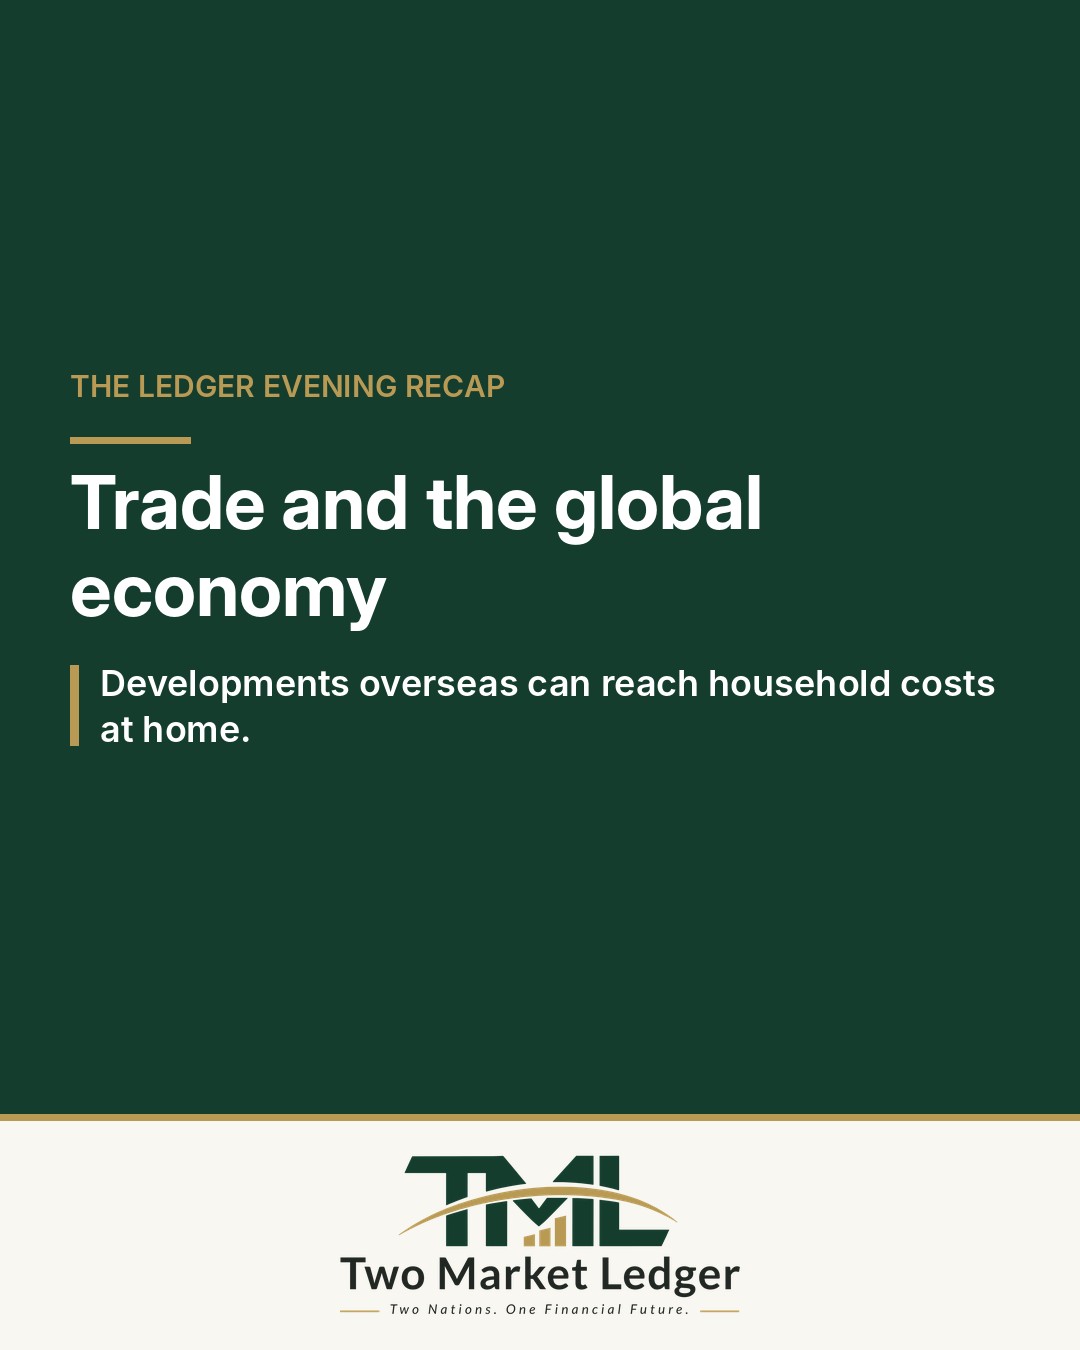 THE LEDGER EVENING RECAP
Trade and the global
economy
Developments overseas can reach household costs
at home.
TML
Two Market Ledger
Two Nations. One Financial Future.